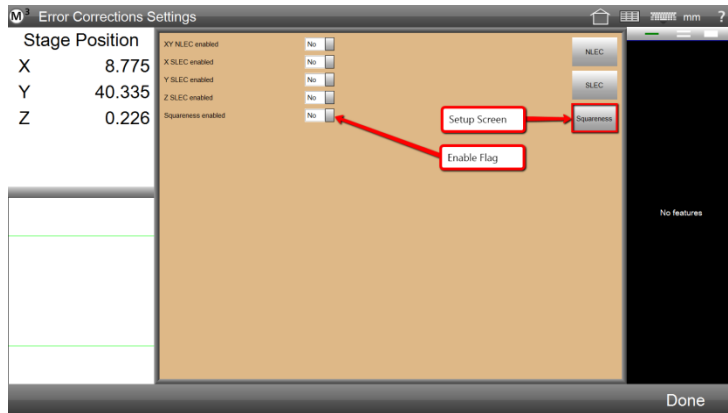 M3 Error Corrections Settings
mm ?
Stage Position
X 8.775
Y 40.335
Z 0.226
XY NLEC enabled No
X SLEC enabled No
Y SLEC enabled No
Z SLEC enabled No
Squareness enabled No
NLEC
SLEC
Squareness
Setup Screen
Enable Flag
No features
Done